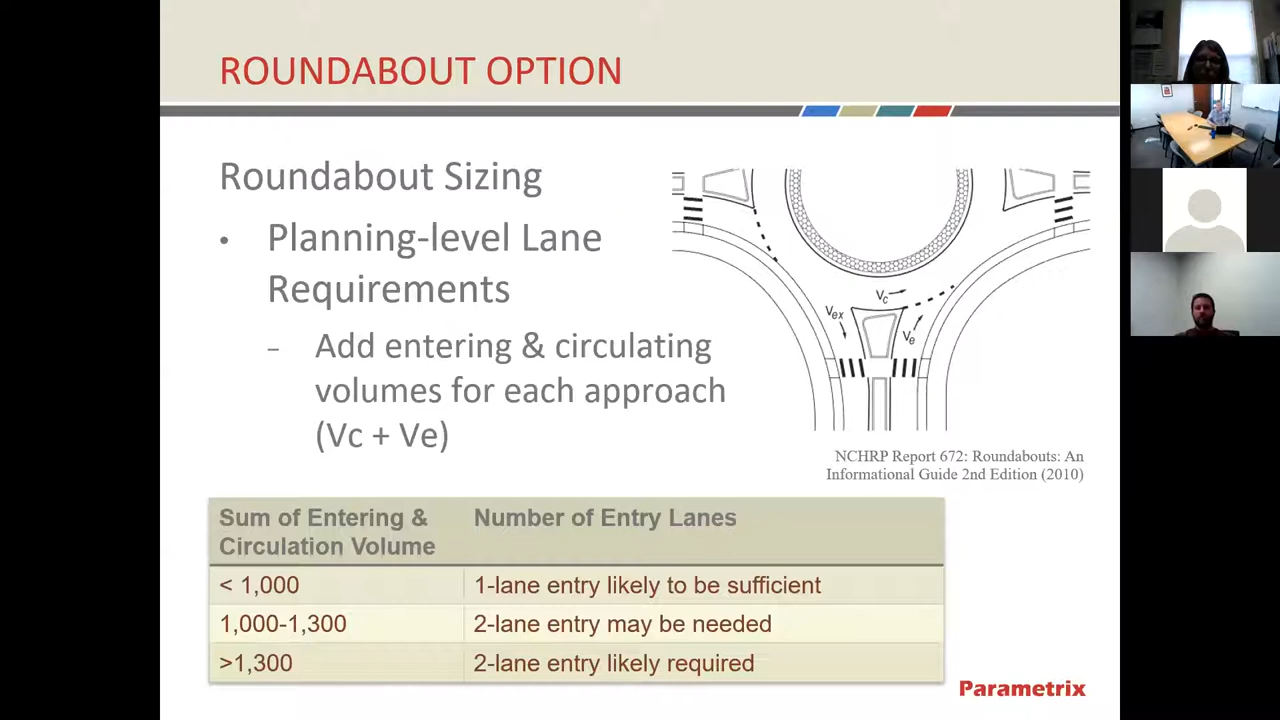 ROUNDABOUT OPTION
Roundabout Sizing
• Planning-level Lane
Requirements
– Add entering & circulating
volumes for each approach
(Vc + Ve)
Vc
Vex
Ve
NCHRP Report 672: Roundabouts: An
Informational Guide 2nd Edition (2010)
Sum of Entering &
Circulation Volume
Number of Entry Lanes
< 1,000
1-lane entry likely to be sufficient
1,000-1,300
2-lane entry may be needed
>1,300
2-lane entry likely required
Parametrix